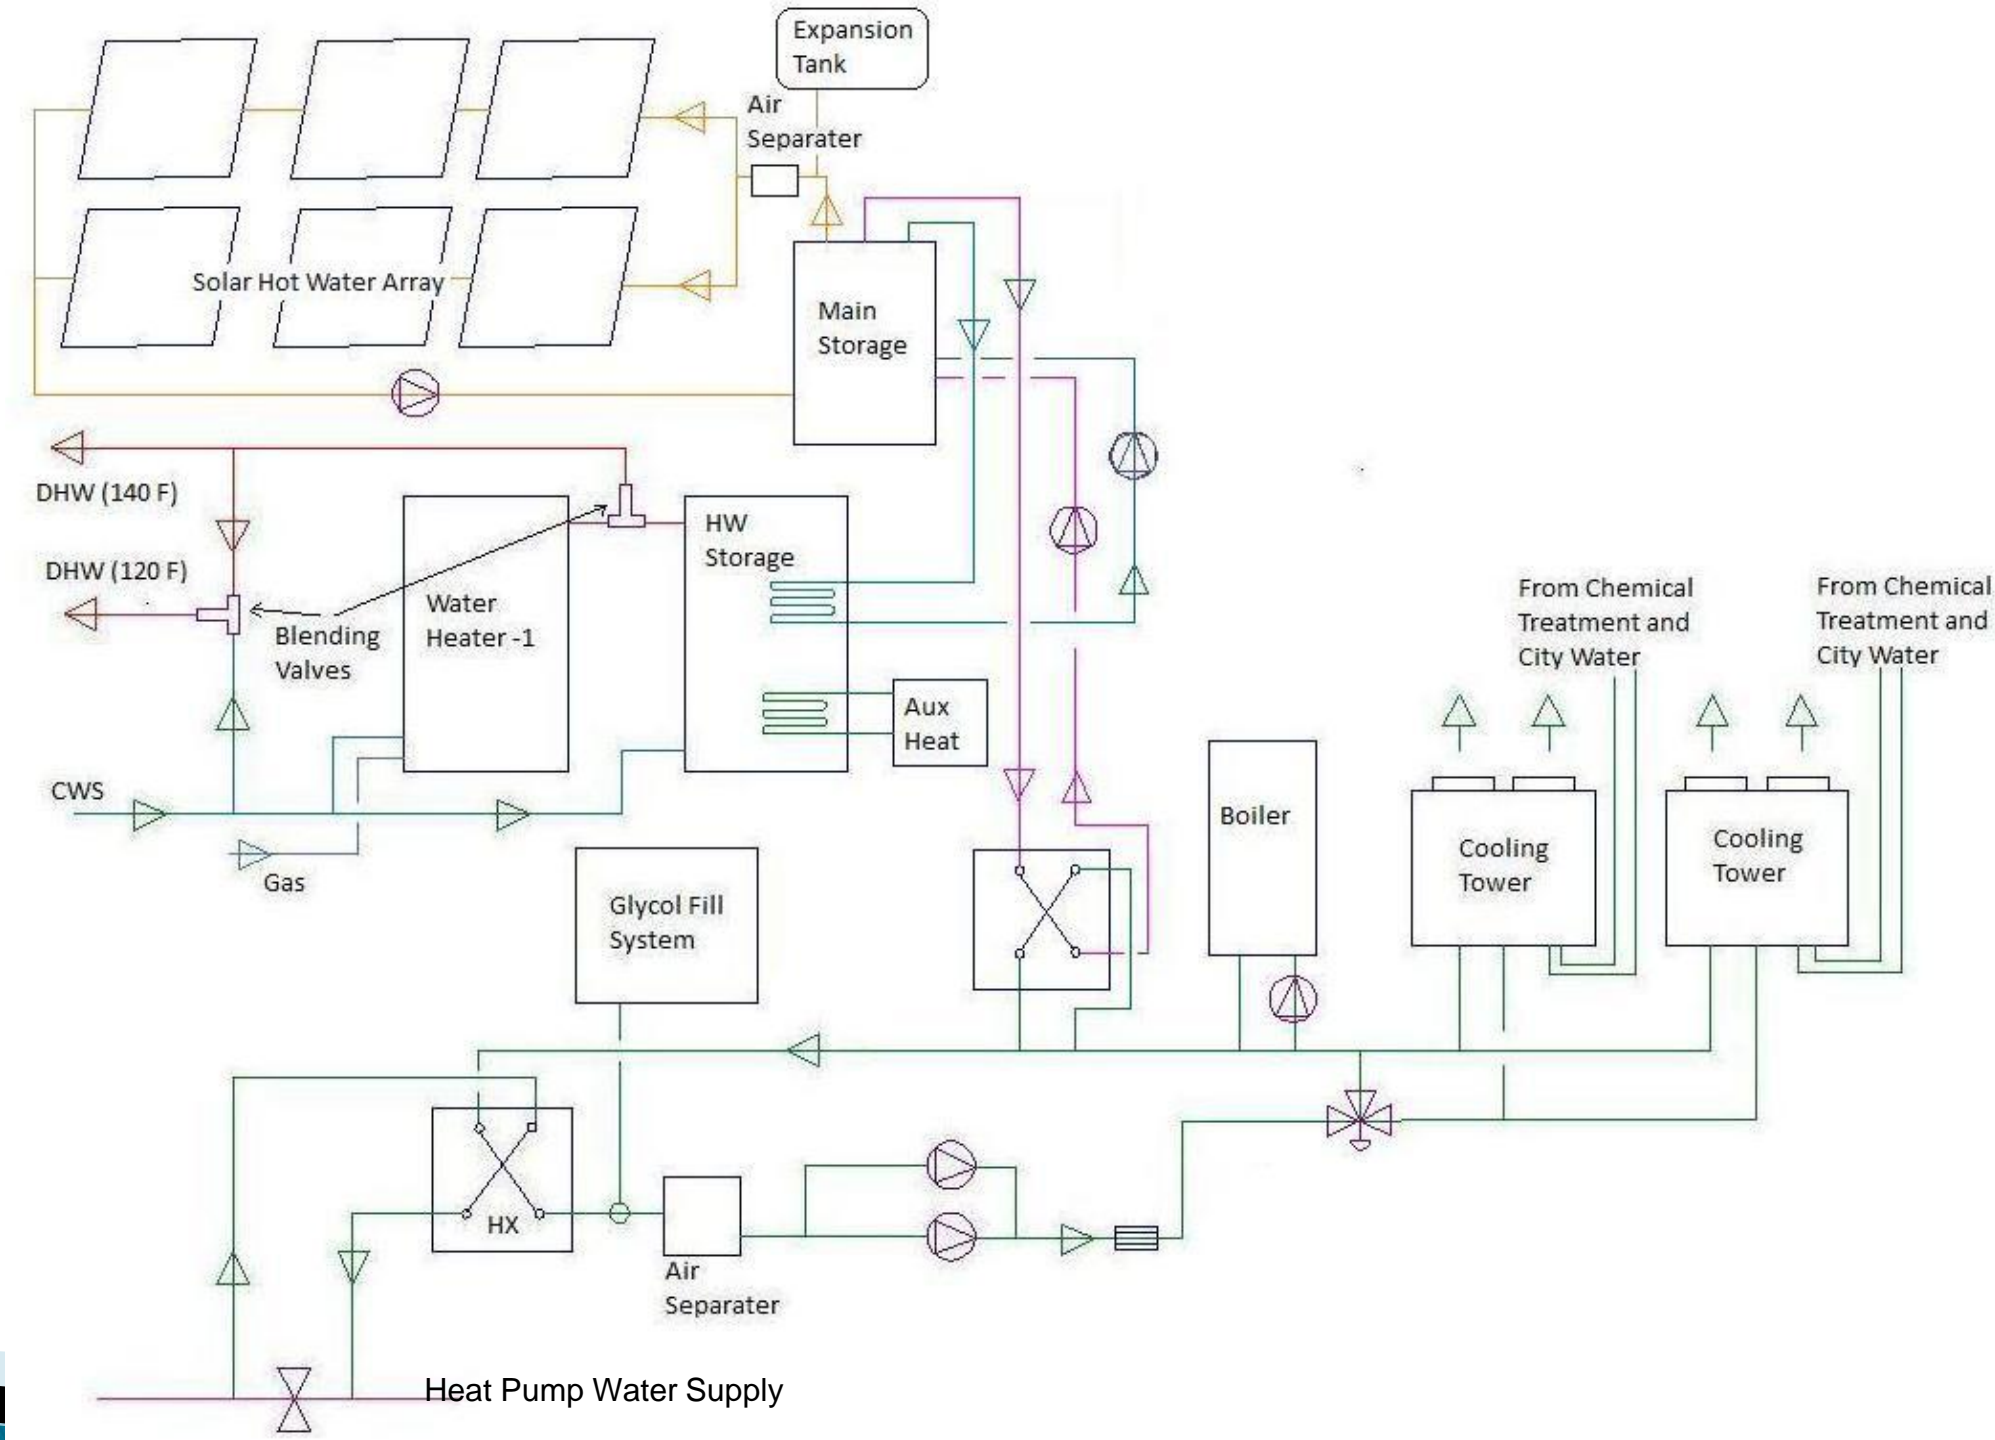 Expansion
Tank
Air
Separater
Solar Hot Water Array
Main
Storage
DHW (140 F)
DHW (120 F)
Blending
Valves
Water
Heater -1
HW
Storage
Aux
Heat
CWS
Gas
Glycol Fill
System
Boiler
From Chemical
Treatment and
City Water
From Chemical
Treatment and
City Water
Cooling
Tower
Cooling
Tower
HX
Air
Separater
Heat Pump Water Supply